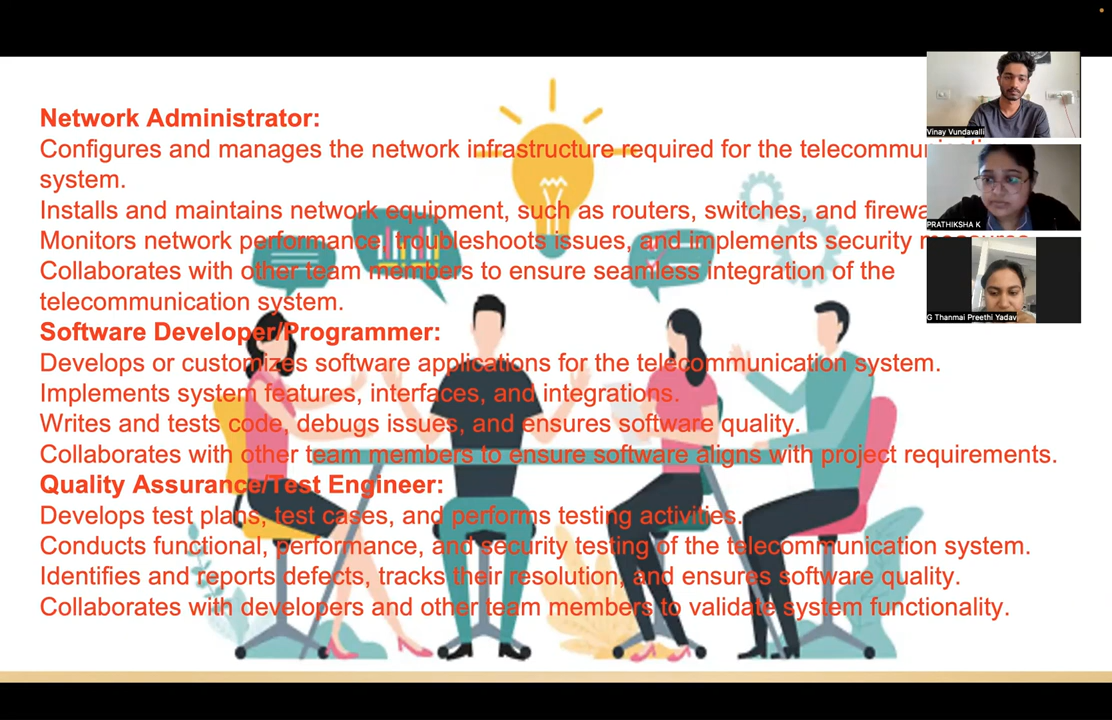 Network Administrator:
Configures and manages the network infrastructure required for the
system.
Installs and maintains network equipment, such as routers, switches, and
Monitors network performance, troubleshoots issues, and implements security
Collaborates with other team members to ensure seamless integration of the
telecommunication system.
Software Developer/Programmer:
Develops or customizes software applications for the telecommunication system.
Implements system features, interfaces, and integrations.
Writes and tests code, debugs issues, and ensures software quality.
Collaborates with other team members to ensure software aligns with project requirements.
Quality Assurance/Test Engineer:
Develops test plans, test cases, and performs testing activities.
Conducts functional, performance, and security testing of the telecommunication system.
Identifies and reports defects, tracks their resolution, and ensures software quality.
Collaborates with developers and other team members to validate system functionality.
Vinay Vundavalli
PRATHIKSHA K
G Thanmai Preethi Yadav